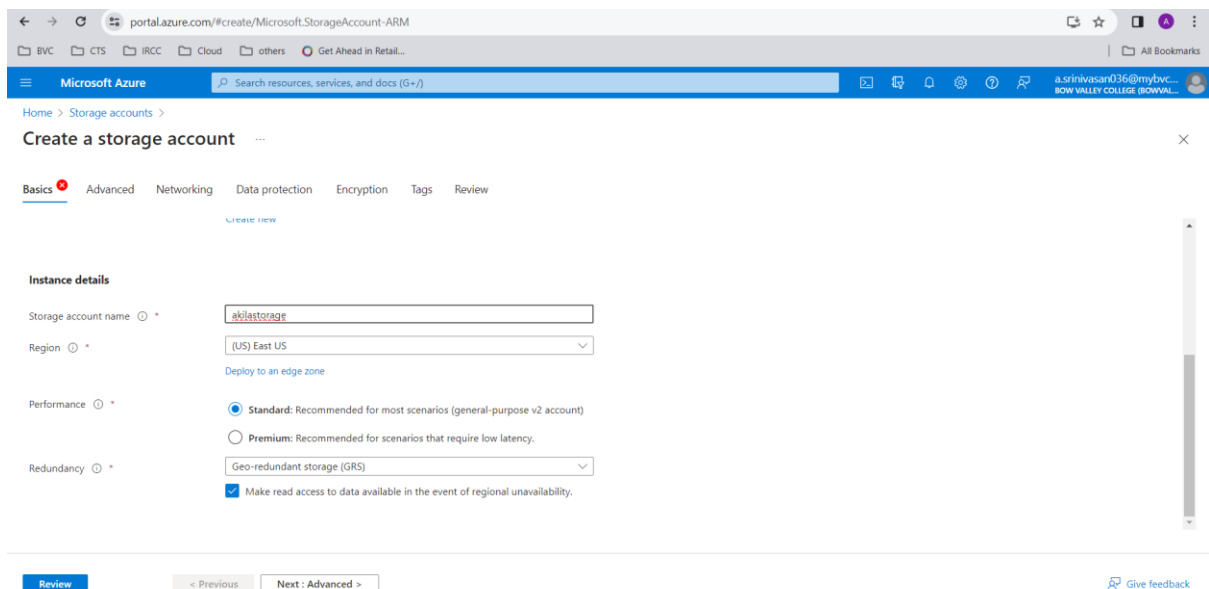 portal.azure.com/#create/Microsoft.StorageAccount-ARM
A
BVC CTS IRCC Cloud others Get Ahead in Retail... All Bookmarks
Microsoft Azure Search resources, services, and docs (G+/) a.srinivasan036@mybvc...
BOW VALLEY COLLEGE (BOWVAL...
Home > Storage accounts >
Create a storage account ...
Basics Advanced Networking Data protection Encryption Tags Review
Create new
Instance details
Storage account name * akilastorage
Region * (US) East US
Deploy to an edge zone
Performance * Standard: Recommended for most scenarios (general-purpose v2 account)
Premium: Recommended for scenarios that require low latency.
Redundancy * Geo-redundant storage (GRS)
Make read access to data available in the event of regional unavailability.
Review < Previous Next : Advanced > Give feedback